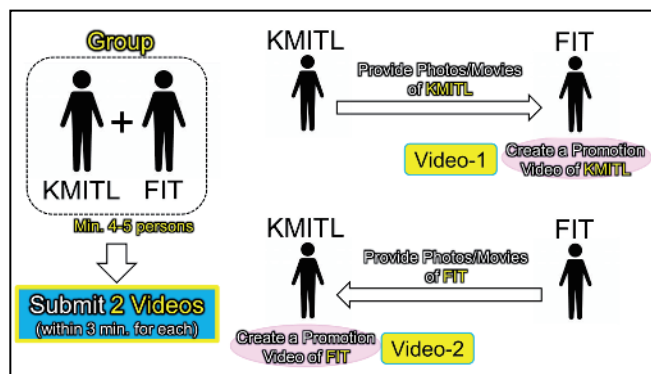 Group
KMITL
+
FIT
Min. 4-5 persons
Submit 2 Videos
(within 3 min. for each)
KMITL
FIT
Provide Photos/Movies
of KMITL
Video-1
Create a Promotion
Video of KMITL
KMITL
FIT
Provide Photos/Movies
of FIT
Create a Promotion
Video of FIT
Video-2